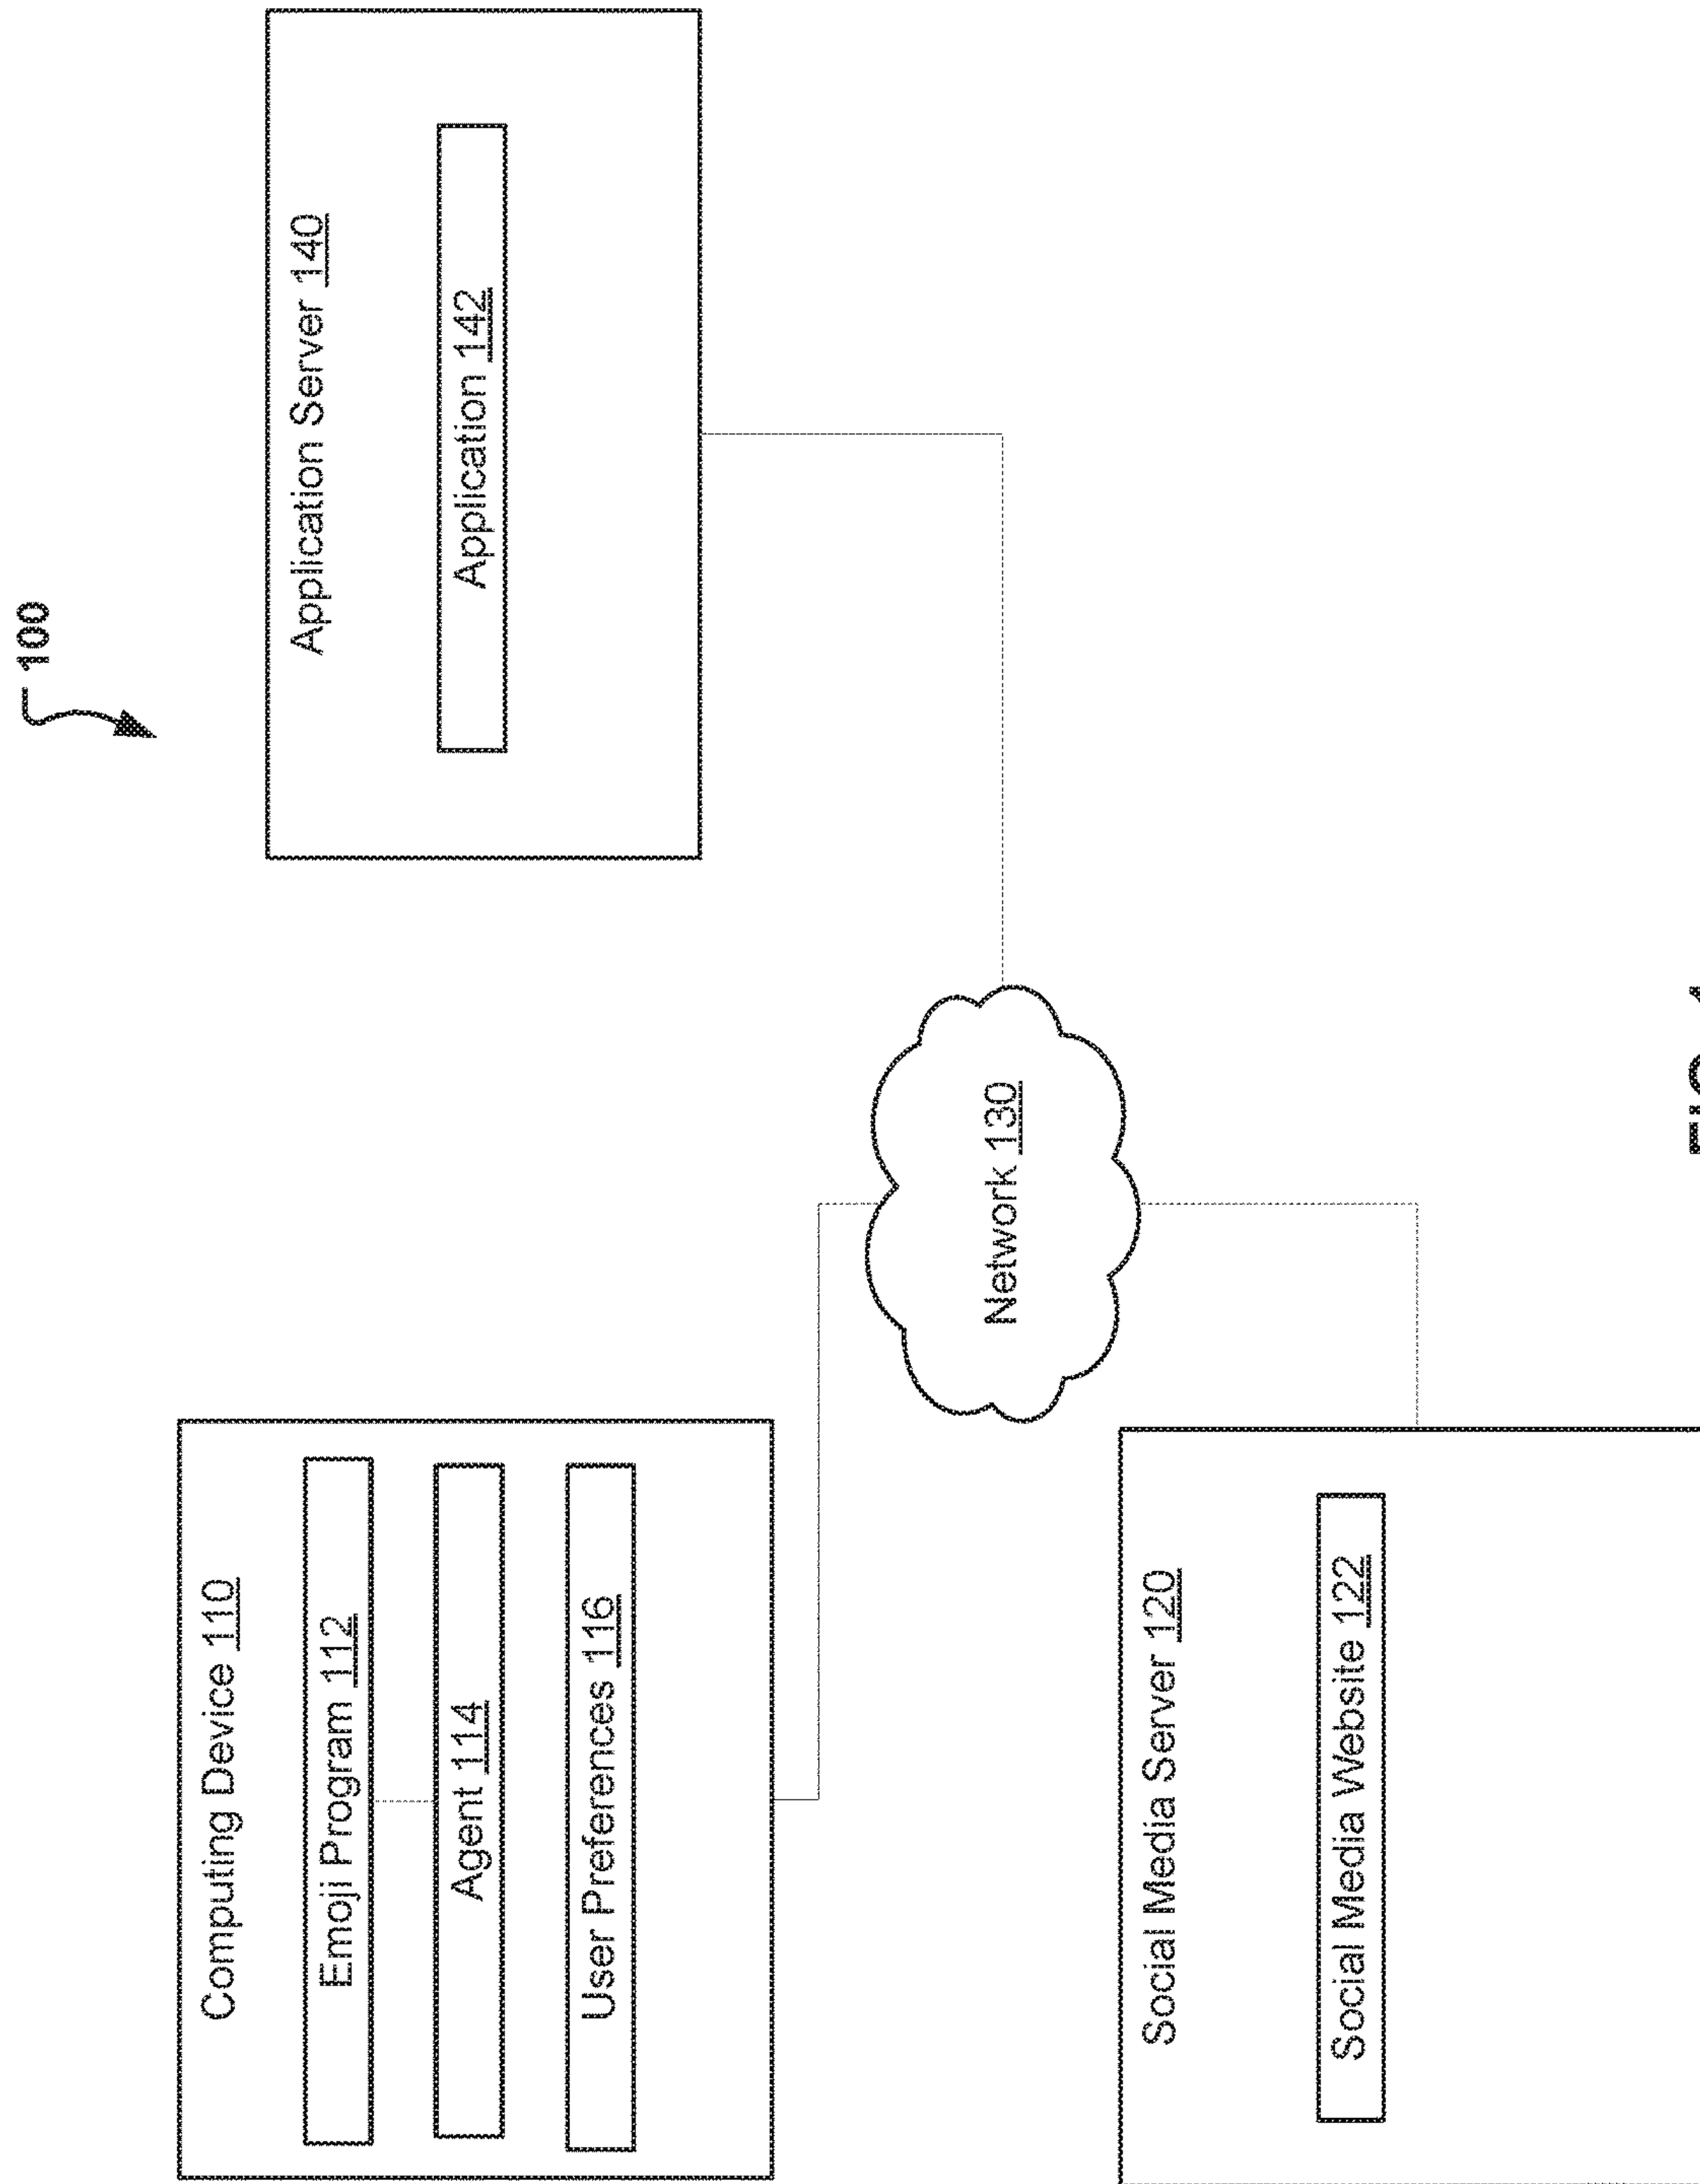 100
Computing Device 110
Emoji Program 112
Agent 114
User Preferences 116
Application Server 140
Application 142
Network 130
Social Media Server 120
Social Media Website 122